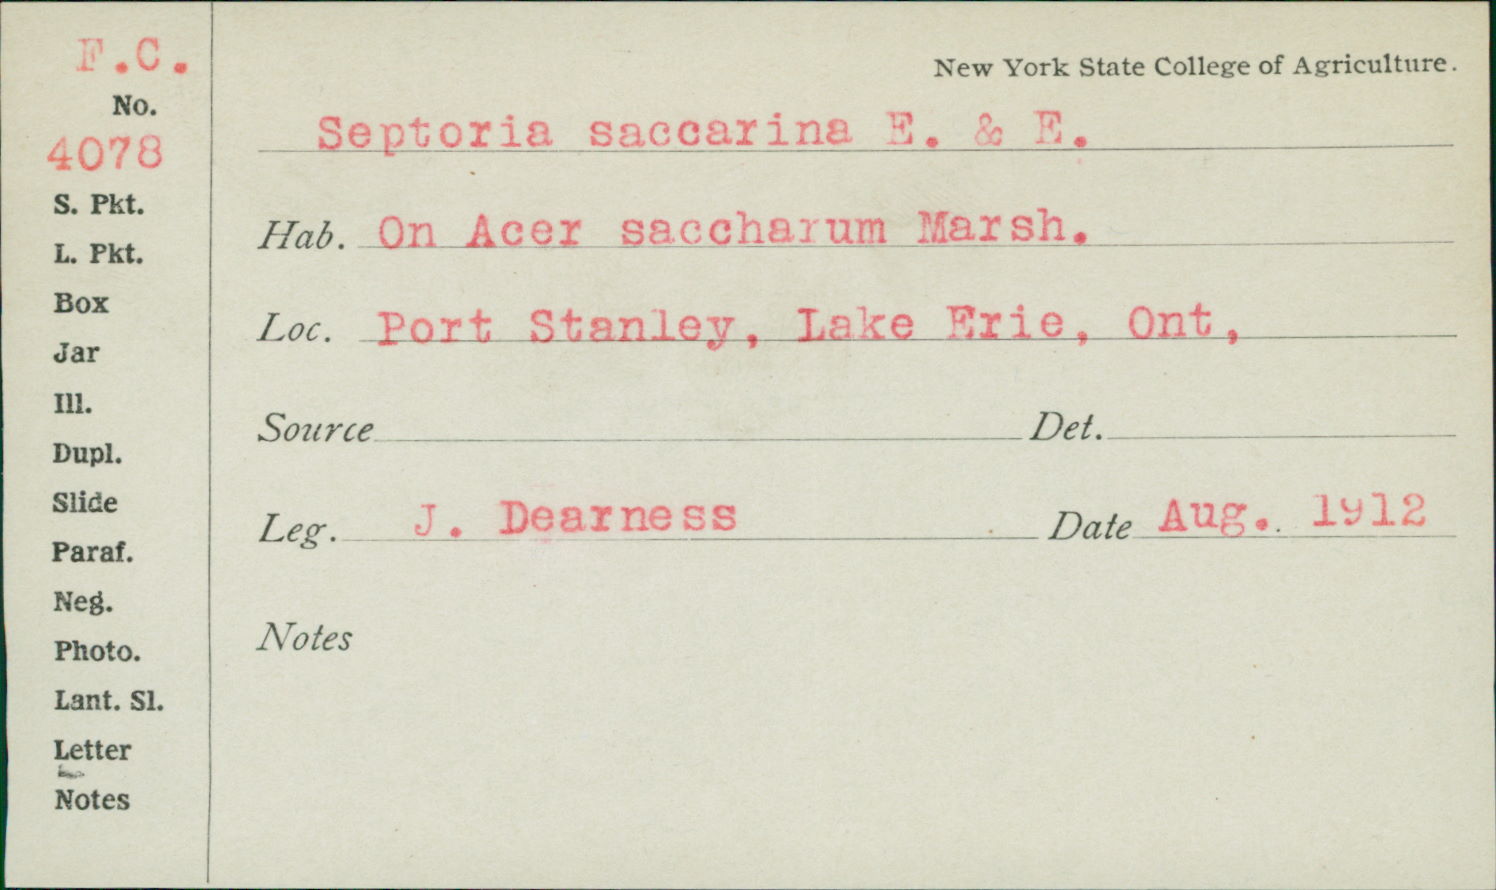 F.C.
No.
4078
S. Pkt.
L. Pkt.
Box
Jar
Ill.
Dupl.
Slide
Paraf.
Neg.
Photo.
Lant. Sl.
Letter
Notes
New York State College of Agriculture.
Septoria saccarina E. & E.
Hab. On Acer saccharum Marsh.
Loc. Port Stanley, Lake Erie, Ont,
Source Det.
Leg. J. Dearness Date Aug. 1912
Notes